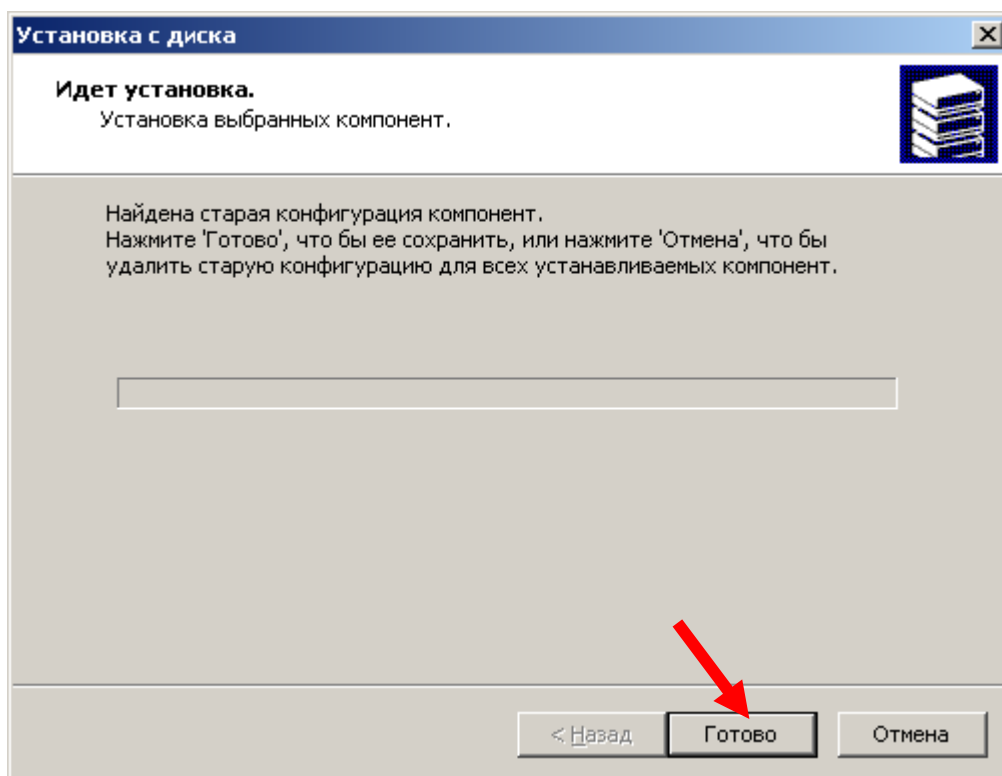 Установка с диска
Идет установка.
Установка выбранных компонент.
Найдена старая конфигурация компонент.
Нажмите 'Готово', что бы ее сохранить, или нажмите 'Отмена', что бы
удалить старую конфигурацию для всех устанавливаемых компонент.
< Назад
Готово
Отмена